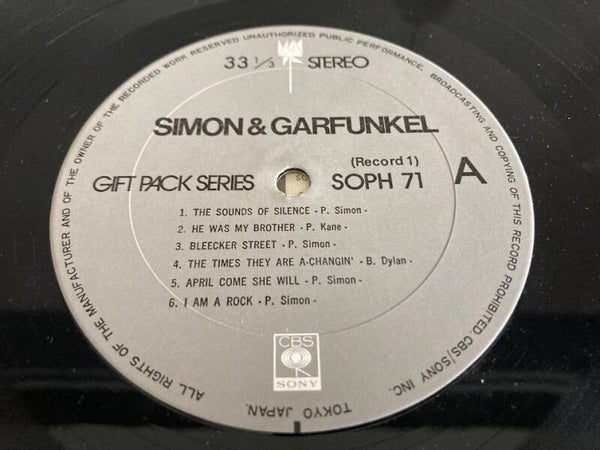 ALL RIGHTS OF THE MANUFACTURER AND OF THE OWNER OF THE RECORDED WORK RESERVED UNAUTHORIZED PUBLIC PERFORMANCE, BROADCASTING AND COPYING OF THIS RECORD PROHIBITED. CBS/SONY INC. TOKYO JAPAN.
33 1/3 STEREO
SIMON & GARFUNKEL
(Record 1)
GIFT PACK SERIES SOPH 71 A
1. THE SOUNDS OF SILENCE - P. Simon -
2. HE WAS MY BROTHER - P. Kane -
3. BLEECKER STREET - P. Simon -
4. THE TIMES THEY ARE A-CHANGIN' - B. Dylan -
5. APRIL COME SHE WILL - P. Simon -
6. I AM A ROCK - P. Simon -
CBS
SONY